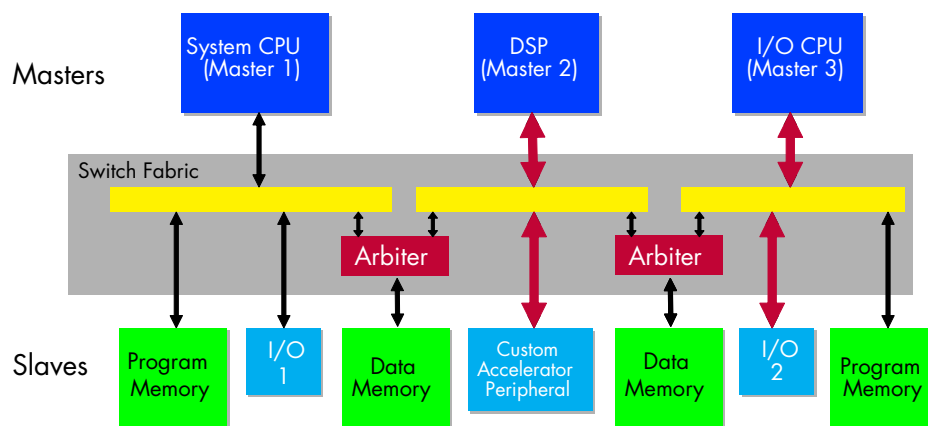 Masters
System CPU
(Master 1)
DSP
(Master 2)
I/O CPU
(Master 3)
Switch Fabric
Arbiter
Arbiter
Slaves
Program
Memory
I/O
1
Data
Memory
Custom
Accelerator
Peripheral
Data
Memory
I/O
2
Program
Memory